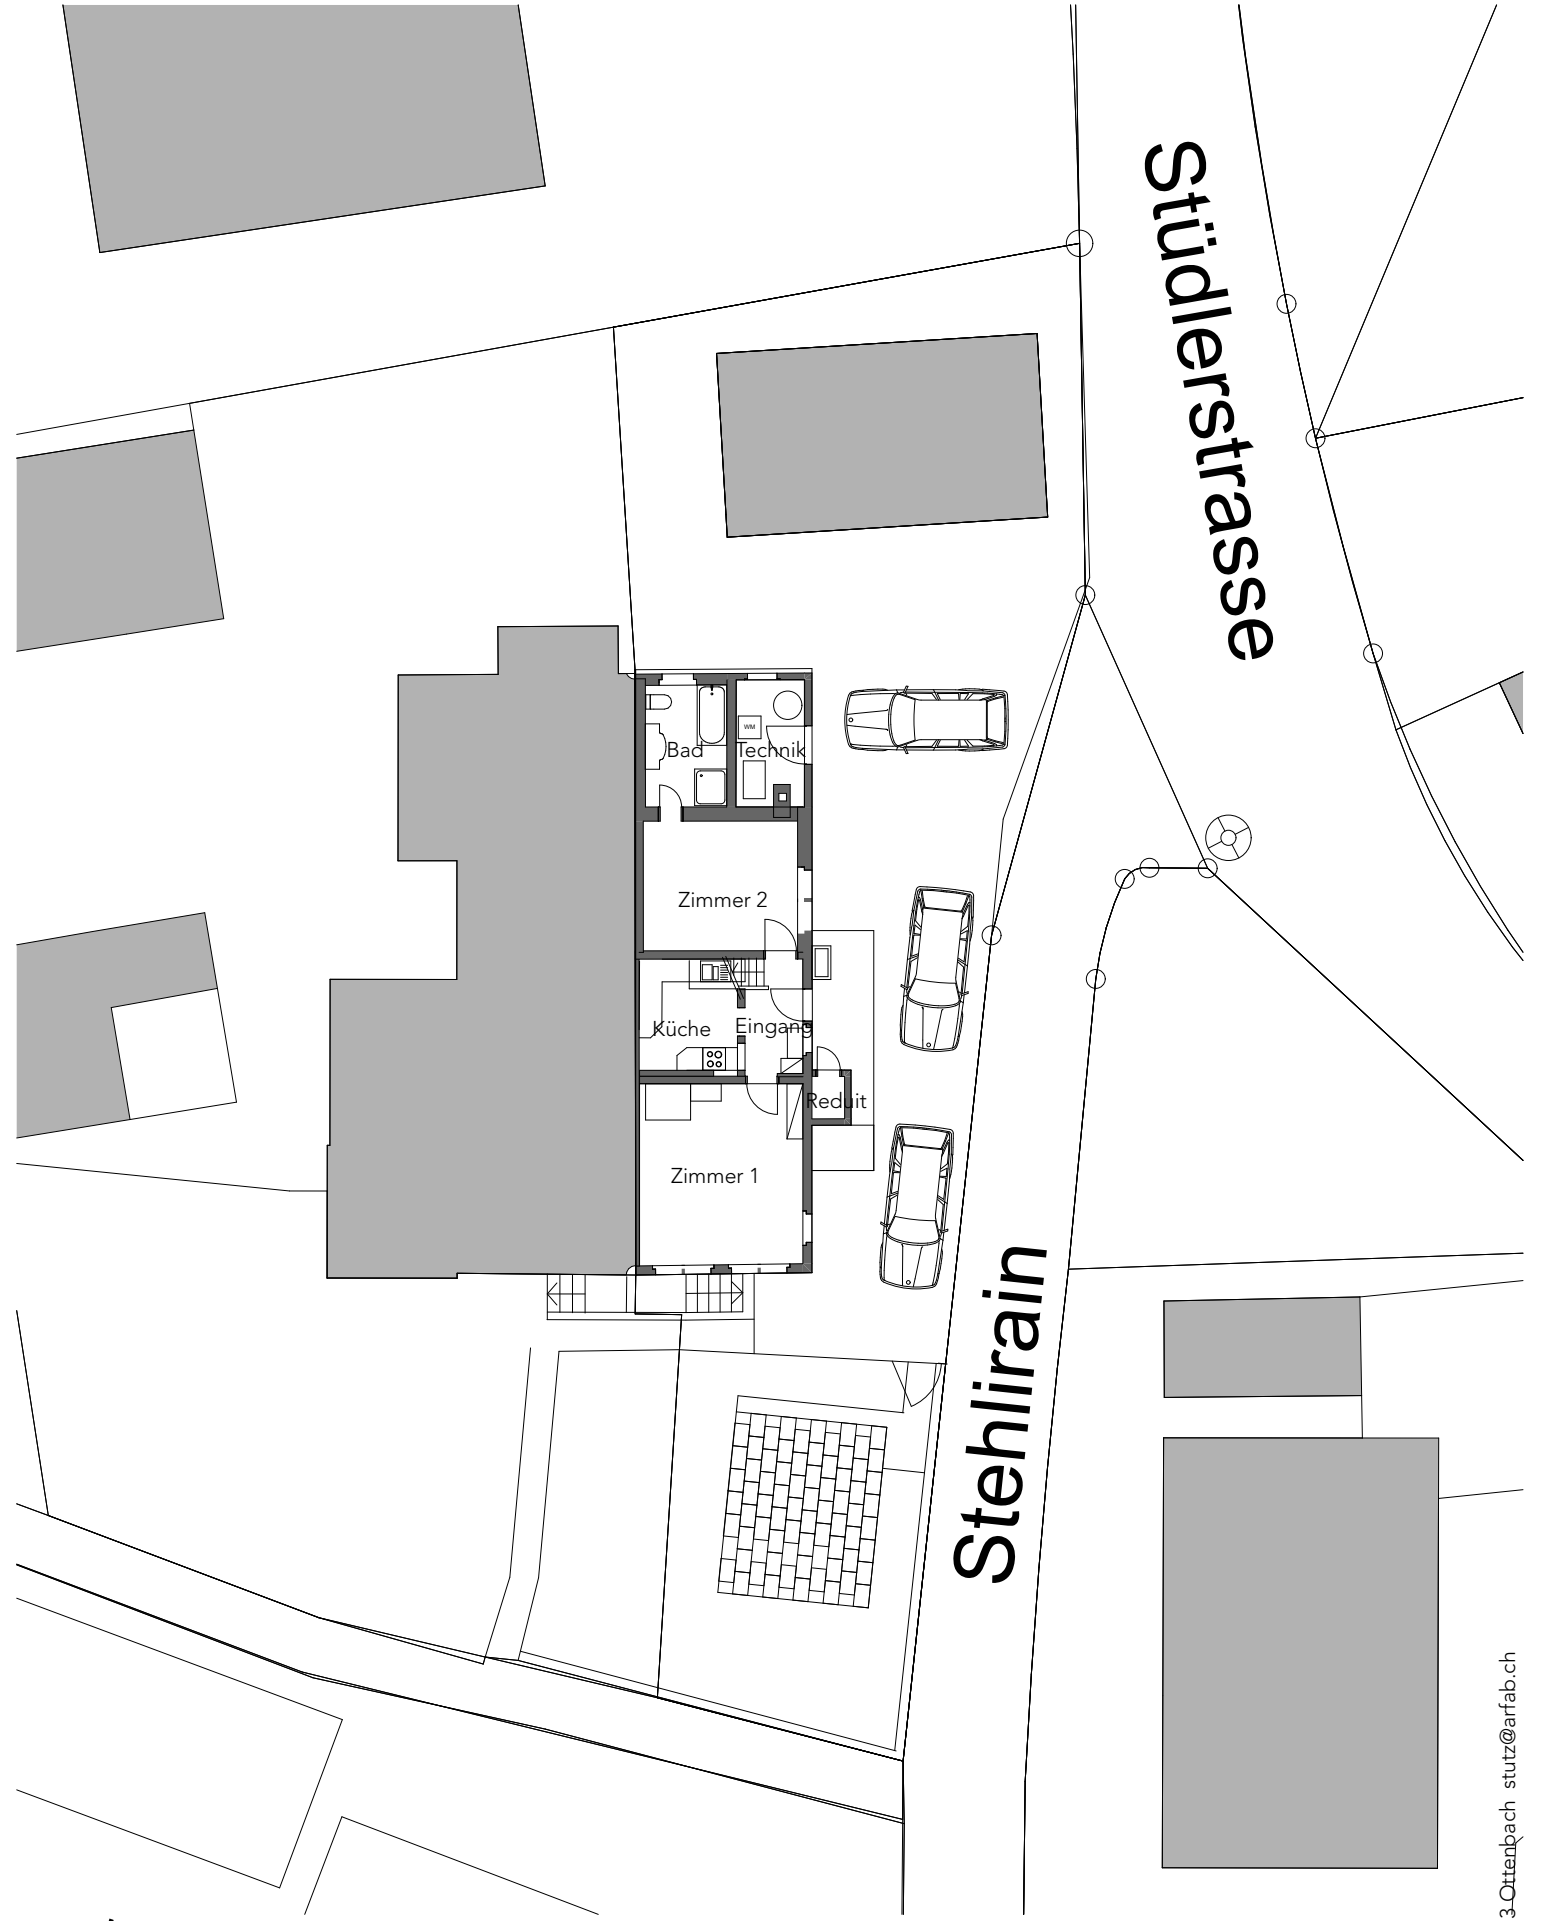 Stüdlerstrasse
Bad
Technik
WM
Zimmer 2
Küche
Eingang
Reduit
Zimmer 1
Stehlirain
3 Ottenbach stutz@arfab.ch